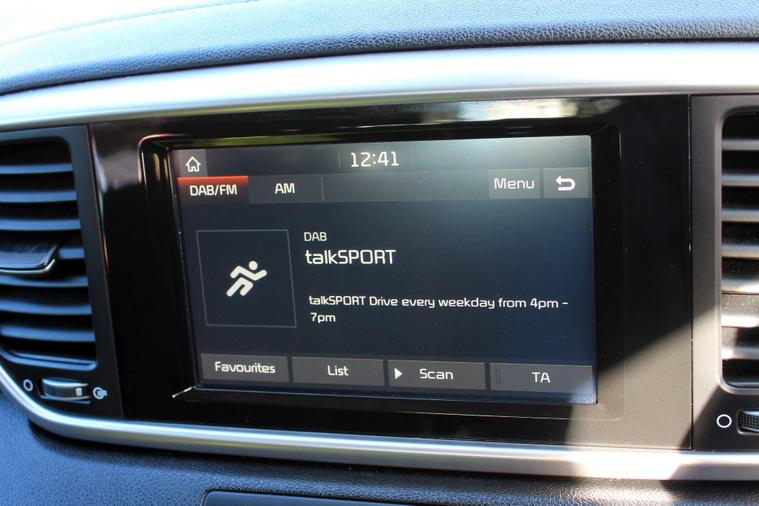 12:41
DAB/FM AM Menu
DAB
talkSPORT
talkSPORT Drive every weekday from 4pm -
7pm
Favourites List Scan TA